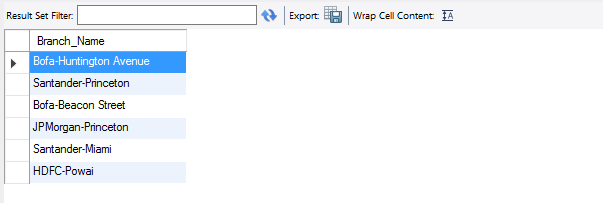 Result Set Filter: Export: Wrap Cell Content:
Branch_Name
Bofa-Huntington Avenue
Santander-Princeton
Bofa-Beacon Street
JPMorgan-Princeton
Santander-Miami
HDFC-Powai